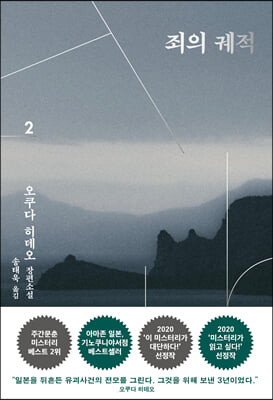 죄의 궤적
2
오쿠다 히데오 장편소설
송태욱 옮김
주간문춘
미스터리
베스트 2위
아마존 일본,
기노쿠니야서점
베스트셀러
2020
'이 미스터리가
대단하다!'
선정작
2020
'미스터리가
읽고 싶다!'
선정작
"일본을 뒤흔든 유괴사건의 전모를 그린다. 그것을 위해 보낸 3년이었다."
오쿠다 히데오